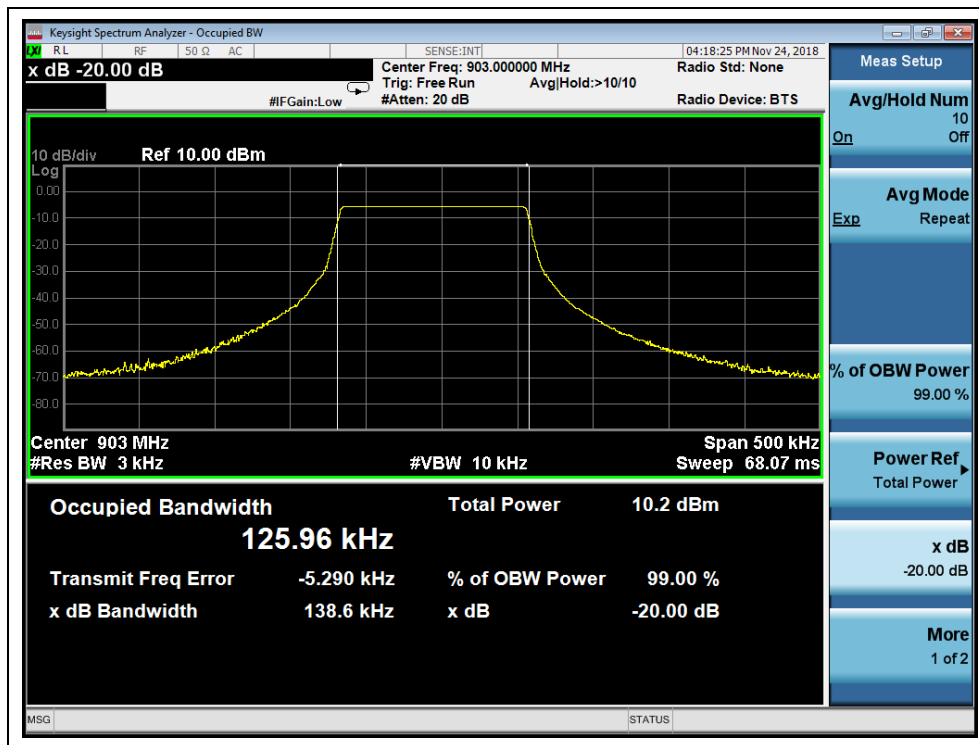 Keysight Spectrum Analyzer - Occupied BW
LXI RL RF 50 Ω AC SENSE:INT 04:18:25 PM Nov 24, 2018
x dB -20.00 dB
Center Freq: 903.000000 MHz Radio Std: None
Trig: Free Run Avg|Hold:>10/10
#IFGain:Low #Atten: 20 dB Radio Device: BTS
10 dB/div Ref 10.00 dBm
Log
0.00
-10.0
-20.0
-30.0
-40.0
-50.0
-60.0
-70.0
-80.0
Center 903 MHz Span 500 kHz
#Res BW 3 kHz #VBW 10 kHz Sweep 68.07 ms
Occupied Bandwidth Total Power 10.2 dBm
125.96 kHz
Transmit Freq Error -5.290 kHz % of OBW Power 99.00 %
x dB Bandwidth 138.6 kHz x dB -20.00 dB
Meas Setup
Avg/Hold Num
10
On Off
Avg Mode
Exp Repeat
% of OBW Power
99.00 %
Power Ref
Total Power
x dB
-20.00 dB
More
1 of 2
MSG STATUS